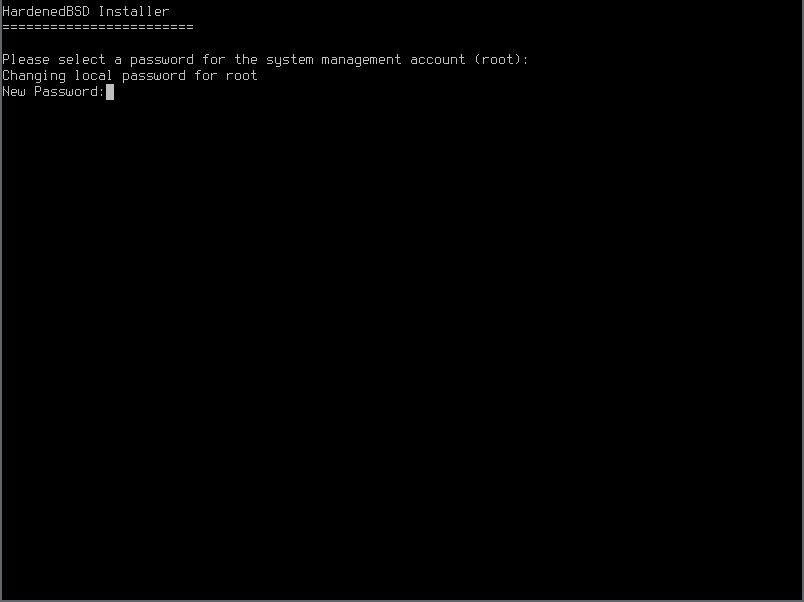 HardenedBSD Installer
========================
Please select a password for the system management account (root):
Changing local password for root
New Password: